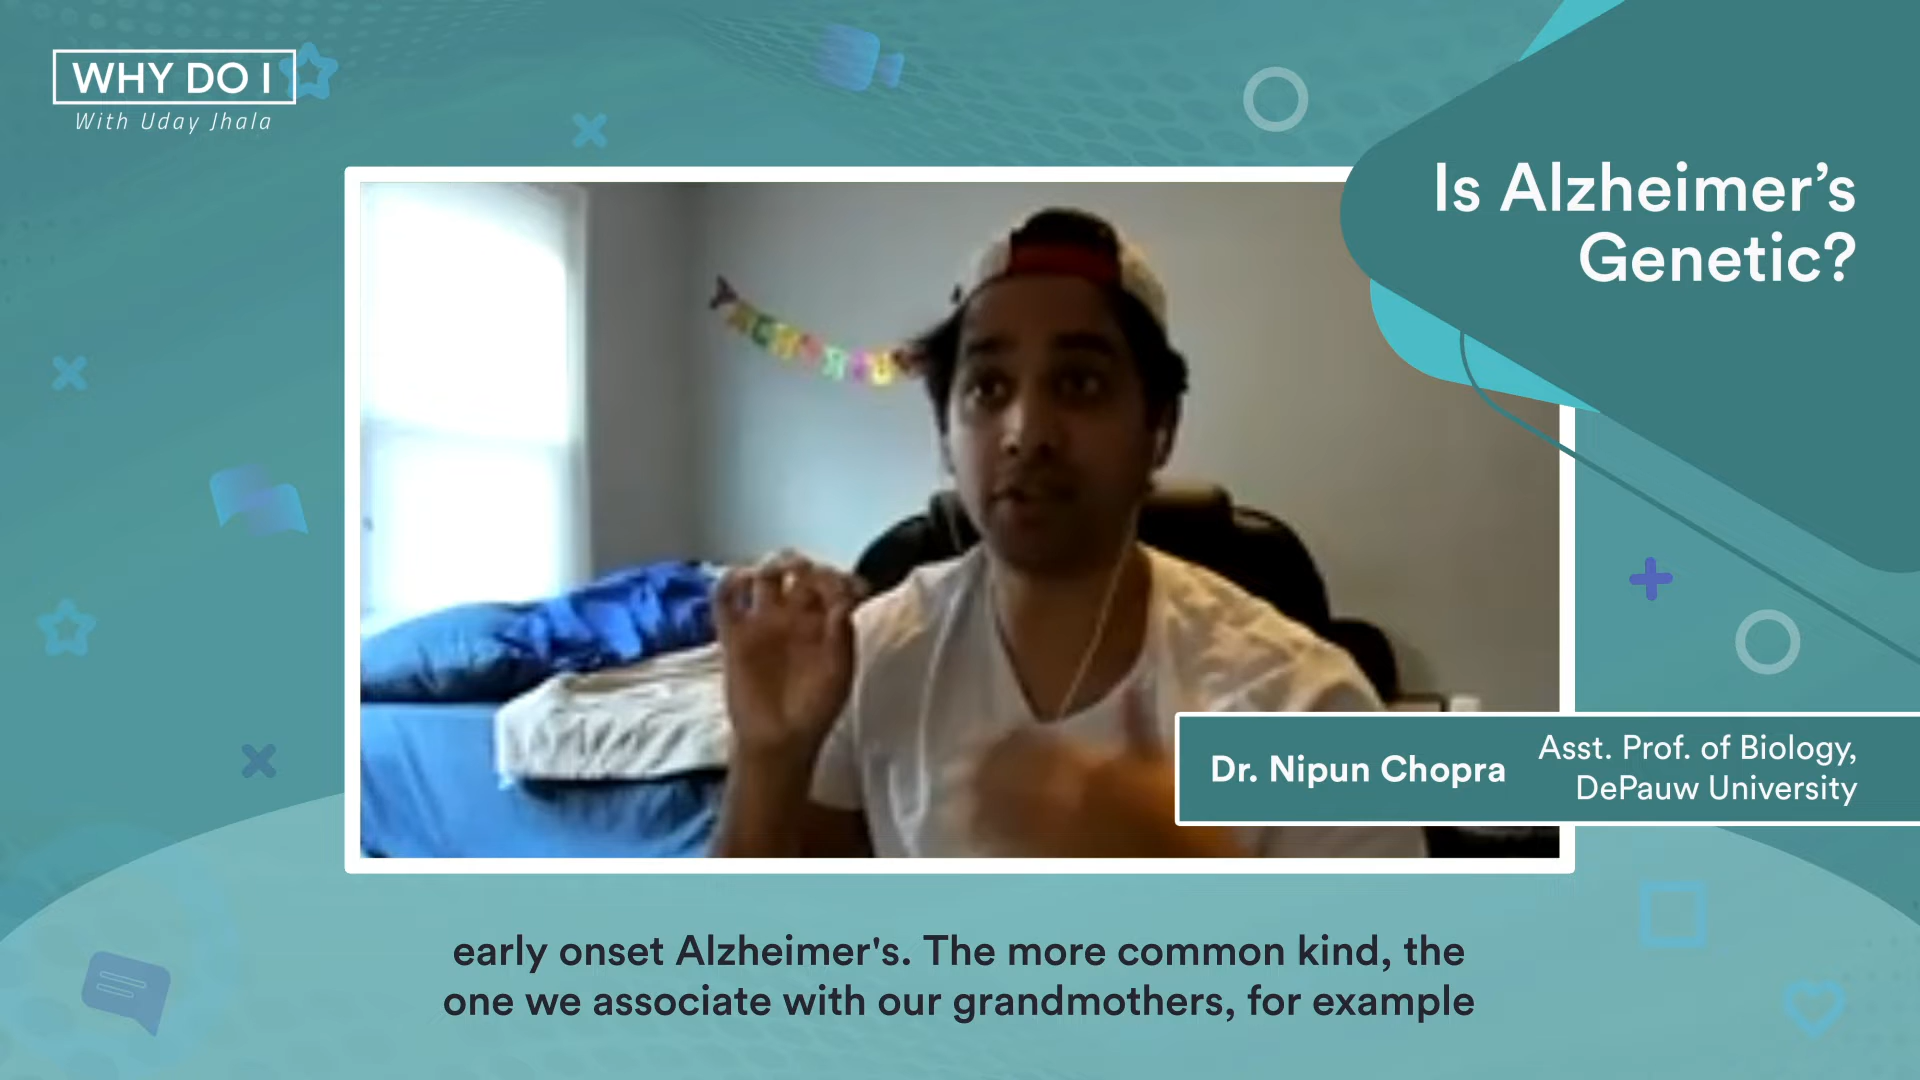 WHY DO I
With Uday Jhala
Is Alzheimer’s
Genetic?
Dr. Nipun Chopra
Asst. Prof. of Biology,
DePauw University
early onset Alzheimer's. The more common kind, the
one we associate with our grandmothers, for example